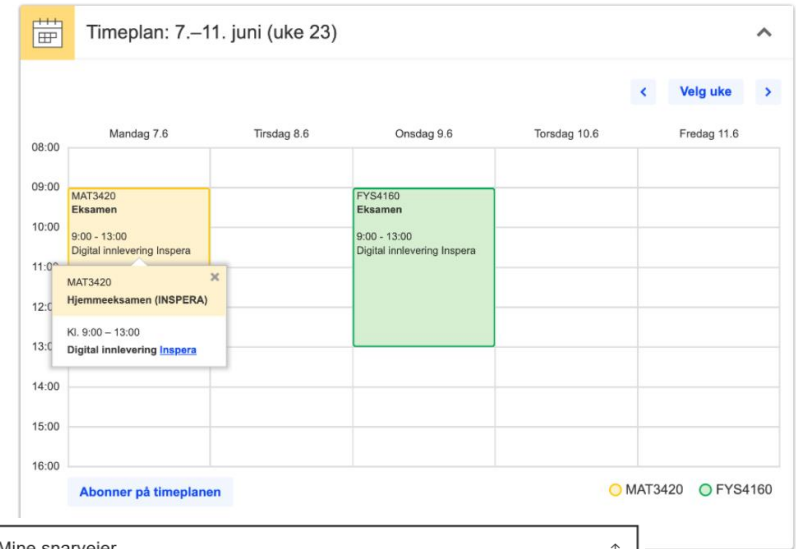 Timeplan: 7.–11. juni (uke 23)
Velg uke
Mandag 7.6
Tirsdag 8.6
Onsdag 9.6
Torsdag 10.6
Fredag 11.6
08:00
09:00
MAT3420
Eksamen
9:00 - 13:00
Digital innlevering Inspera
FYS4160
Eksamen
9:00 - 13:00
Digital innlevering Inspera
10:00
MAT3420
Hjemmeeksamen (INSPERA)
Kl. 9:00 – 13:00
Digital innlevering Inspera
14:00
15:00
16:00
Abonner på timeplanen
MAT3420
FYS4160
Mine snarveier